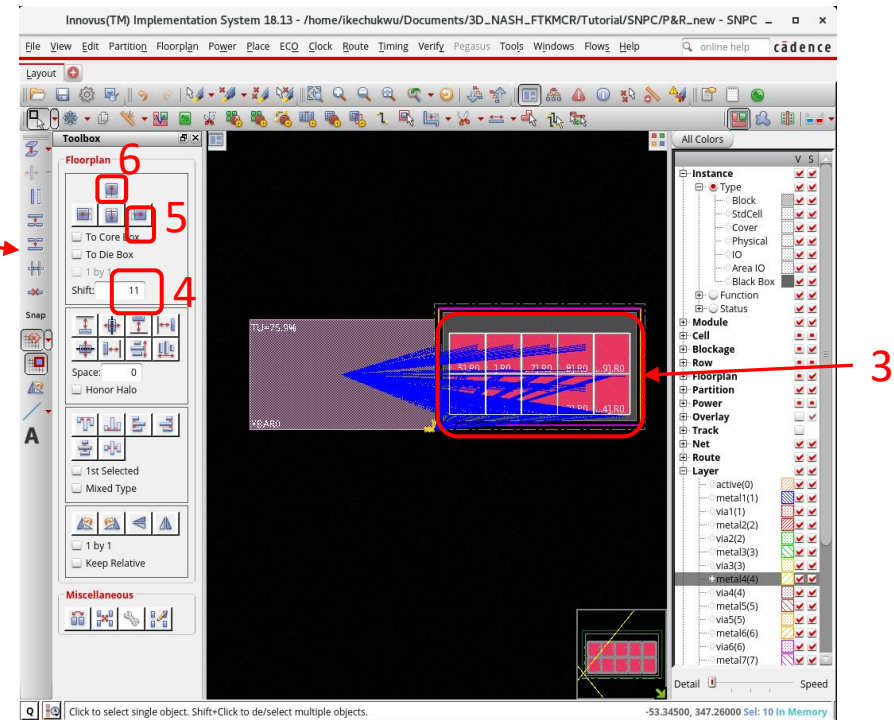 Innovus(TM) Implementation System 18.13 - /home/ikechukwu/Documents/3D_NASH_FTKMCR/Tutorial/SNPC/P&R_new - SNPC
File View Edit Partition Floorplan Power Place ECO Clock Route Timing Verify Pegasus Tools Windows Flows Help online help cādence
Layout
Toolbox
Floorplan
6
5
To Core Box
To Die Box
1 by 1
Shift: 11
4
Snap
Space: 0
Honor Halo
A
1st Selected
Mixed Type
1 by 1
Keep Relative
Miscellaneous
TU=75.9%
XBAR0
3
All Colors
V S
Instance
Type
Block
StdCell
Cover
Physical
IO
Area IO
Black Box
Function
Status
Module
Cell
Blockage
Row
Floorplan
Partition
Power
Overlay
Track
Net
Route
Layer
active(0)
metal1(1)
via1(1)
metal2(2)
via2(2)
metal3(3)
via3(3)
metal4(4)
via4(4)
metal5(5)
via5(5)
metal6(6)
via6(6)
metal7(7)
Detail Speed
Q Click to select single object. Shift+Click to de/select multiple objects. -53.34500, 347.26000 Sel: 10 In Memory